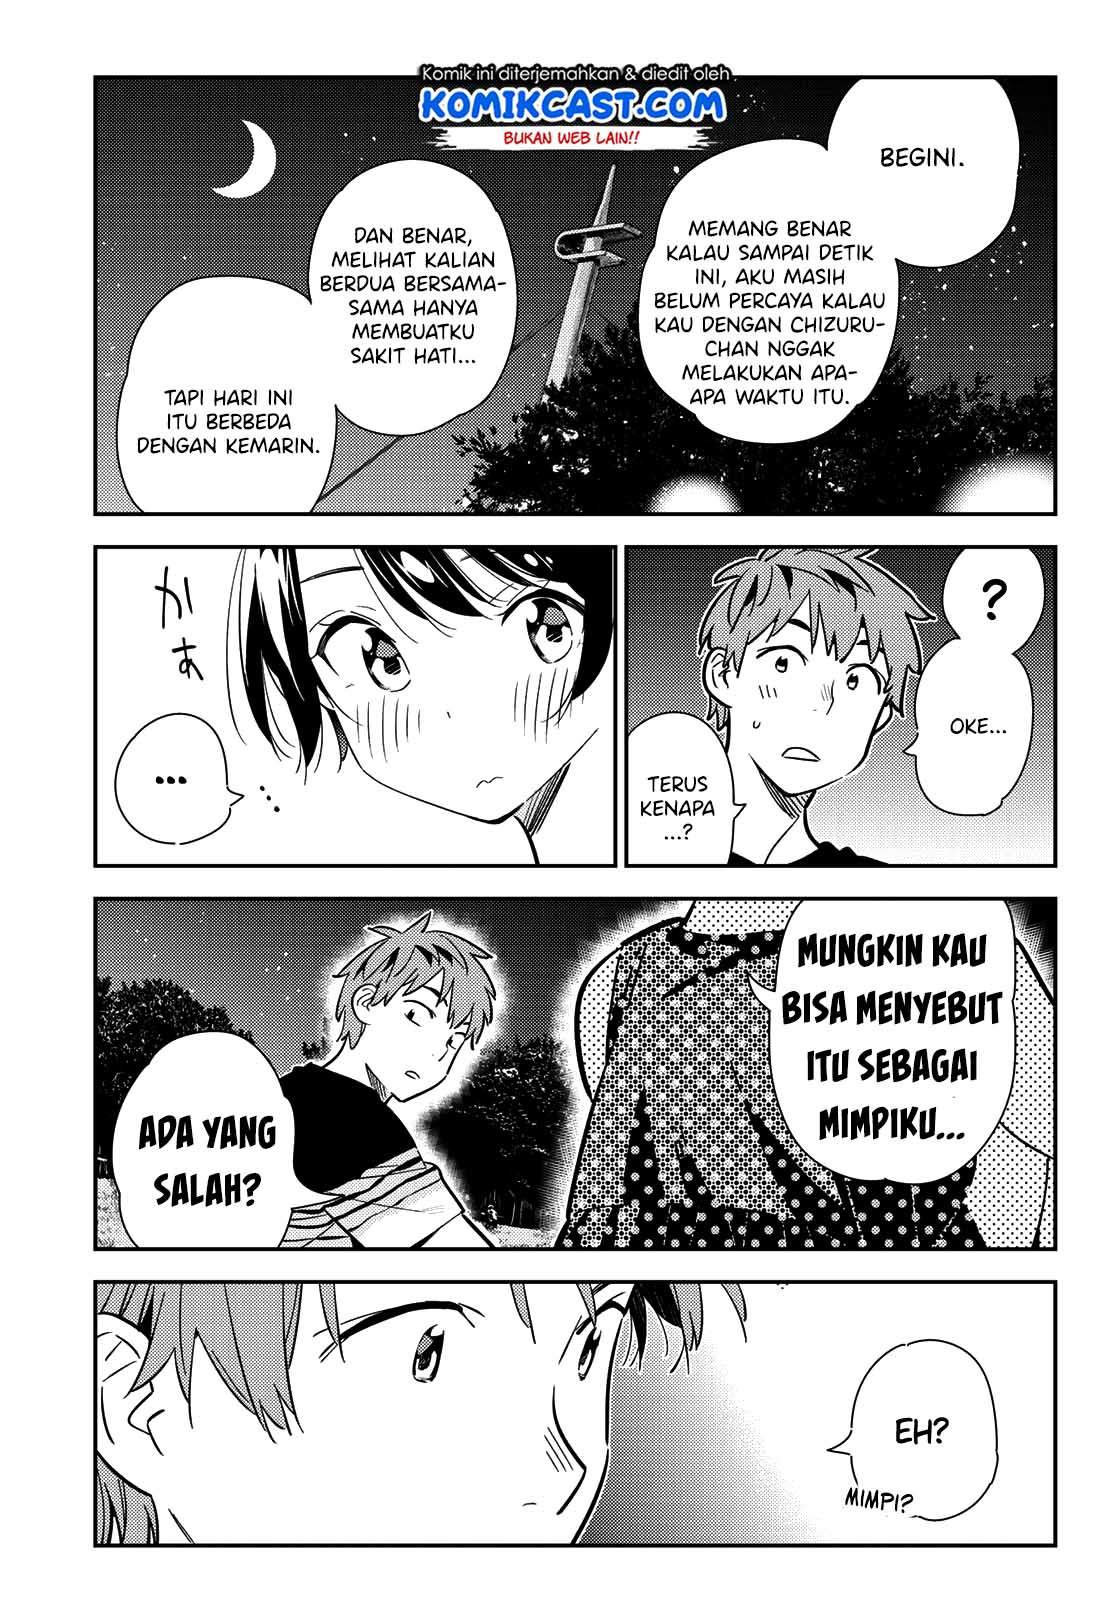 Komik ini diterjemahkan & diedit oleh
KOMIKCAST.COM
BUKAN WEB LAIN!!
BEGINI.
MEMANG BENAR
KALAU SAMPAI DETIK
INI, AKU MASIH
BELUM PERCAYA KALAU
KAU DENGAN CHIZURU-
CHAN NGGAK
MELAKUKAN APA-
APA WAKTU ITU.
DAN BENAR,
MELIHAT KALIAN
BERDUA BERSAMA-
SAMA HANYA
MEMBUATKU
SAKIT HATI...
TAPI HARI INI
ITU BERBEDA
DENGAN KEMARIN.
?
OKE...
TERUS
KENAPA
...?
かぁ
...
MUNGKIN KAU
BISA MENYEBUT
ITU SEBAGAI
MIMPIKU...
ADA YANG
SALAH?
EH?
MIMPI?